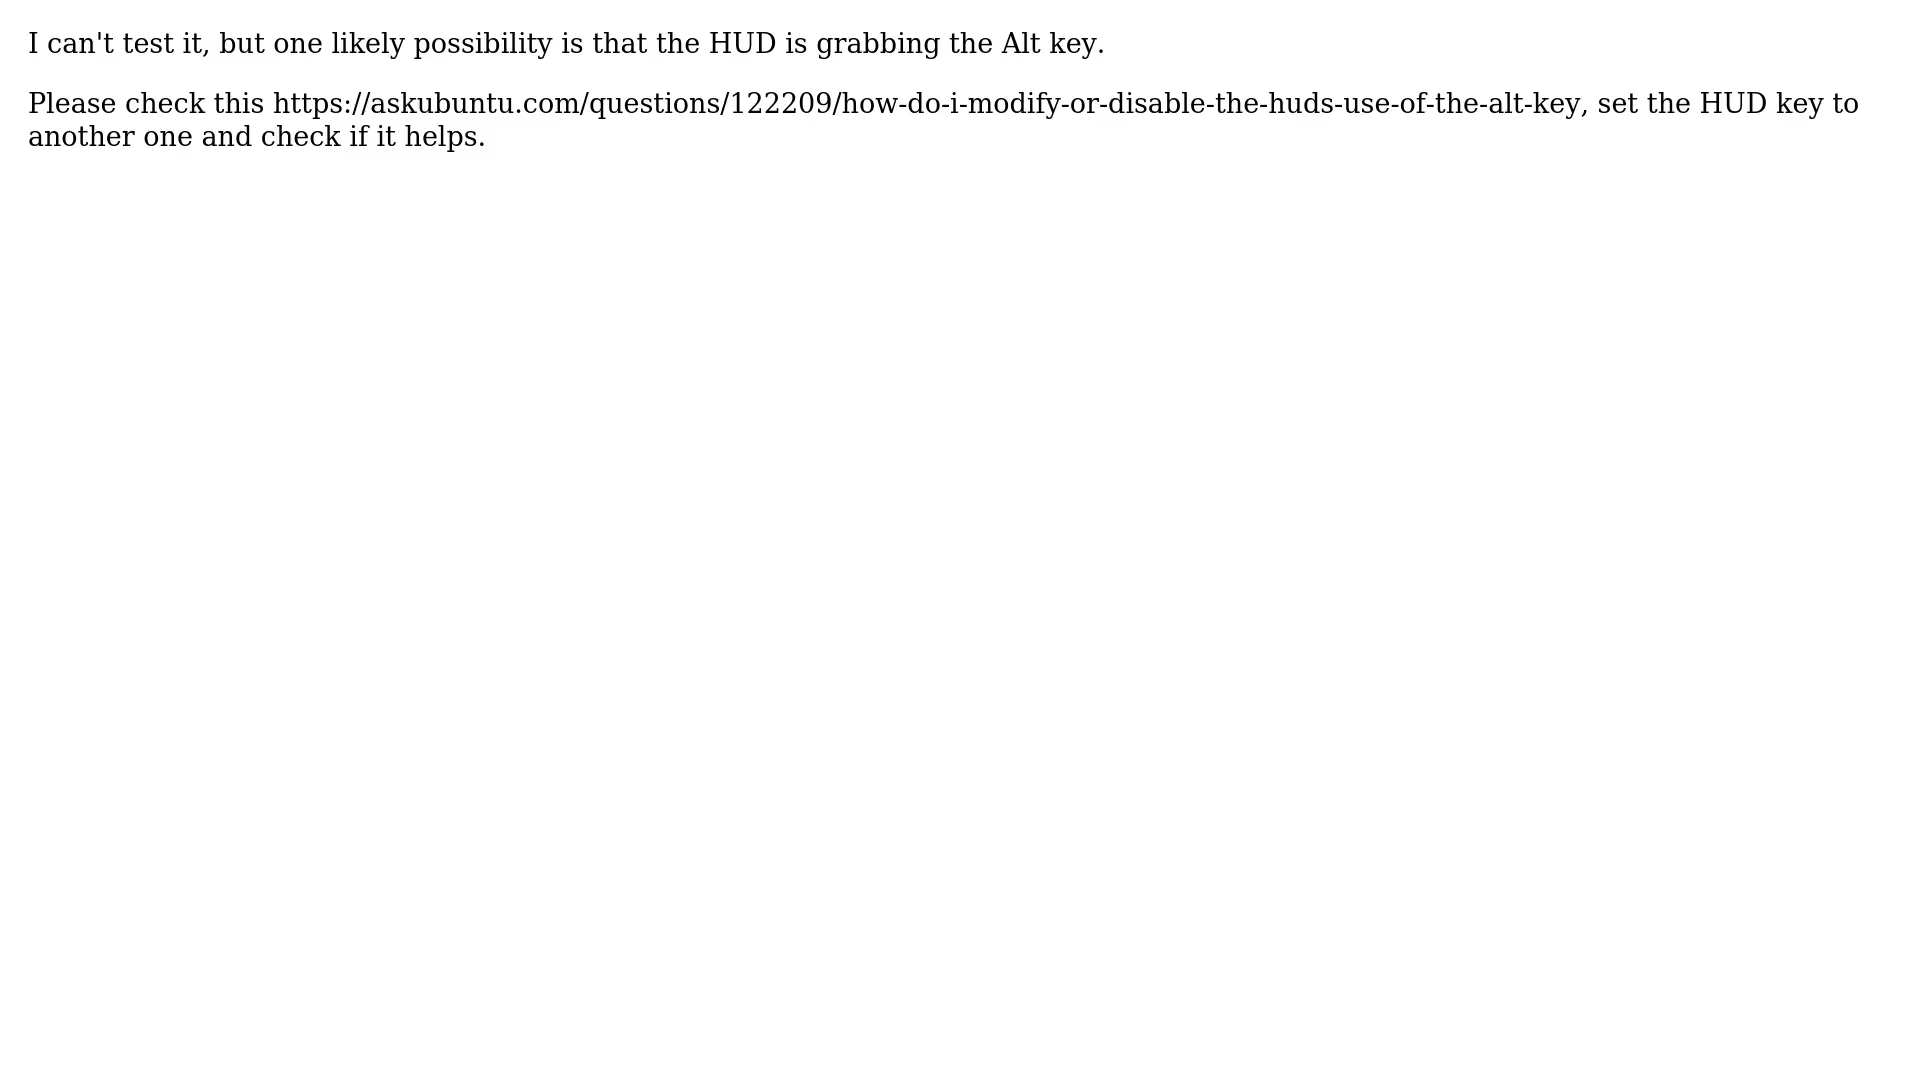 I can't test it, but one likely possibility is that the HUD is grabbing the Alt key.
Please check this https://askubuntu.com/questions/122209/how-do-i-modify-or-disable-the-huds-use-of-the-alt-key, set the HUD key to
another one and check if it helps.